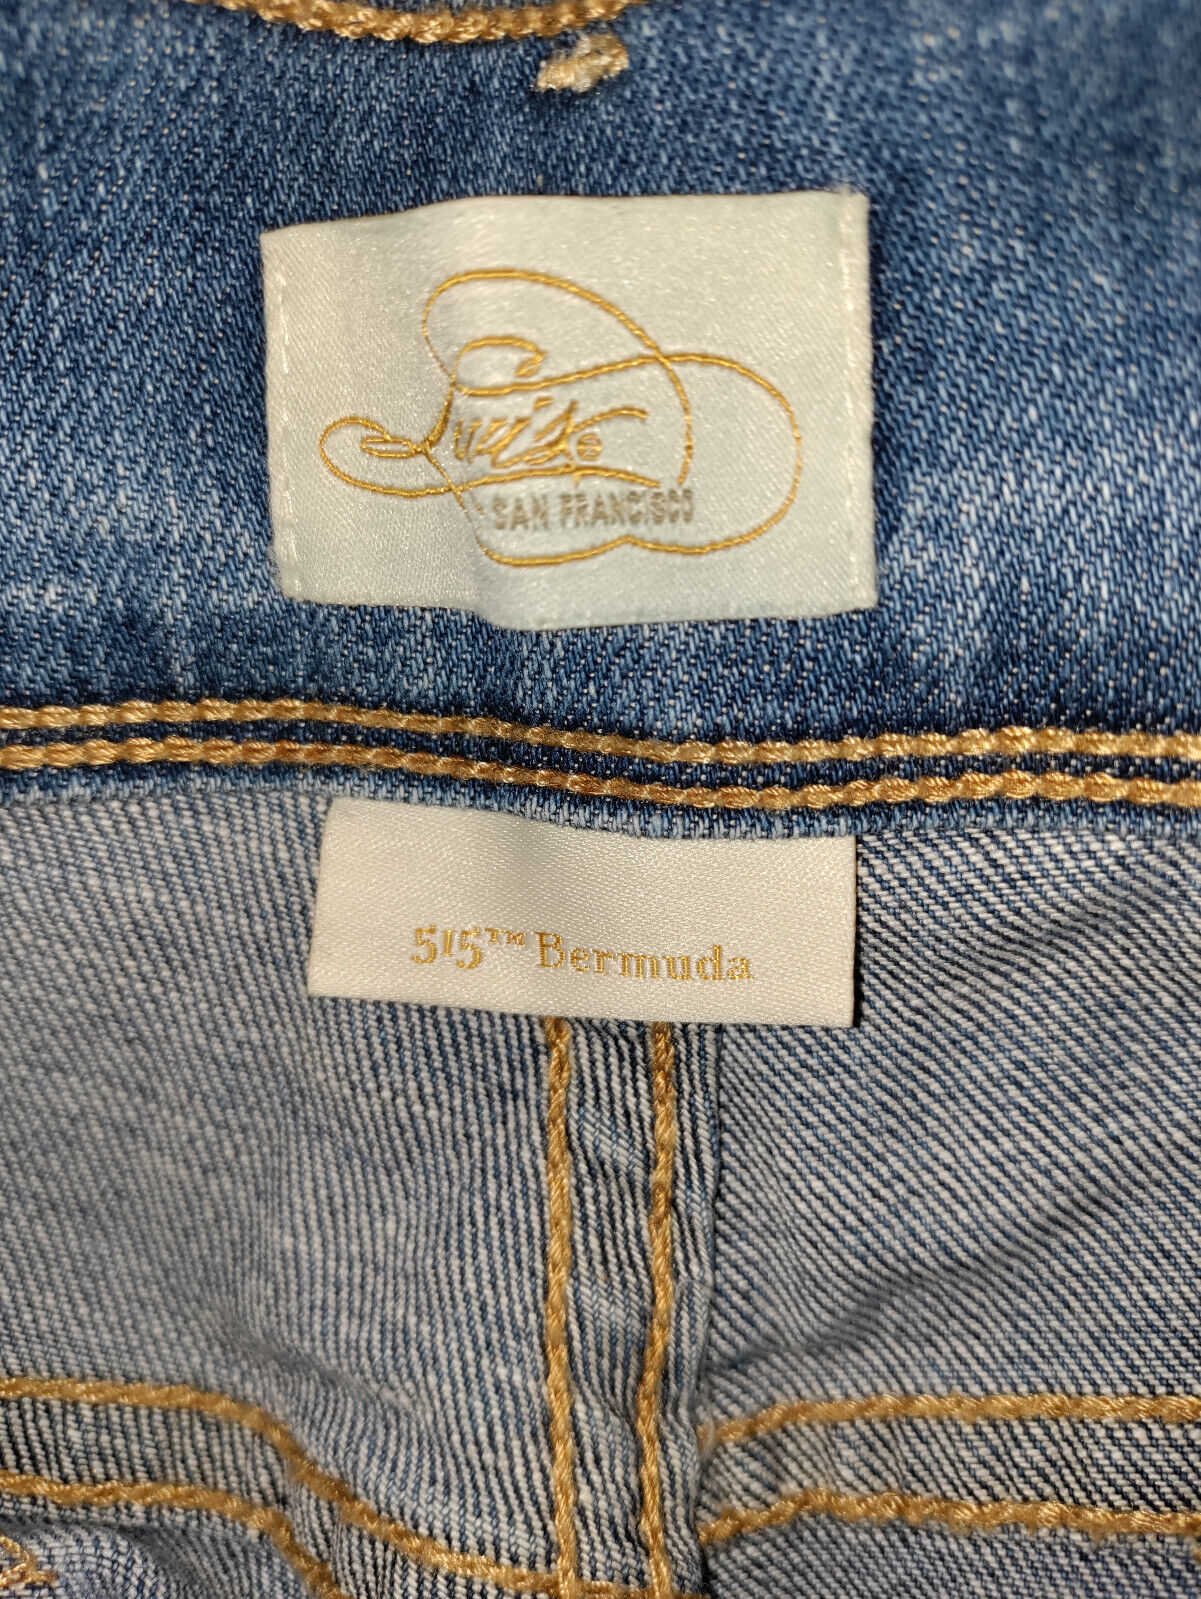 Levi's®
SAN FRANCISCO
515™ Bermuda